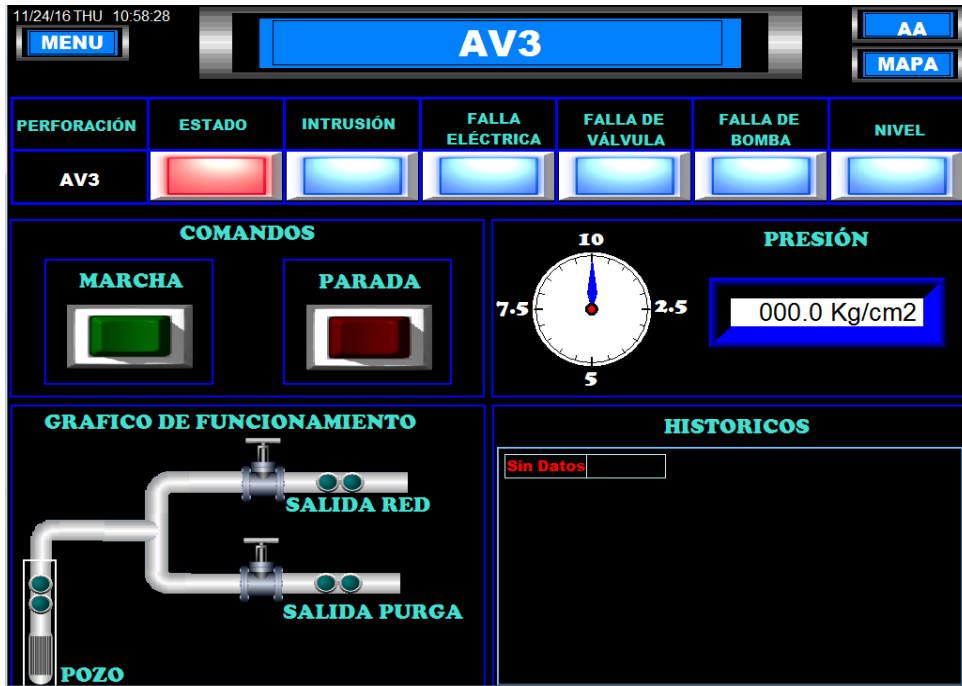 11/24/16 THU 10:58:28
MENU
AV3
AA
MAPA
PERFORACIÓN
ESTADO
INTRUSIÓN
FALLA
ELÉCTRICA
FALLA DE
VÁLVULA
FALLA DE
BOMBA
NIVEL
AV3
COMANDOS
MARCHA
PARADA
PRESIÓN
10
7.5
2.5
5
000.0 Kg/cm2
GRAFICO DE FUNCIONAMIENTO
SALIDA RED
SALIDA PURGA
POZO
HISTORICOS
Sin Datos